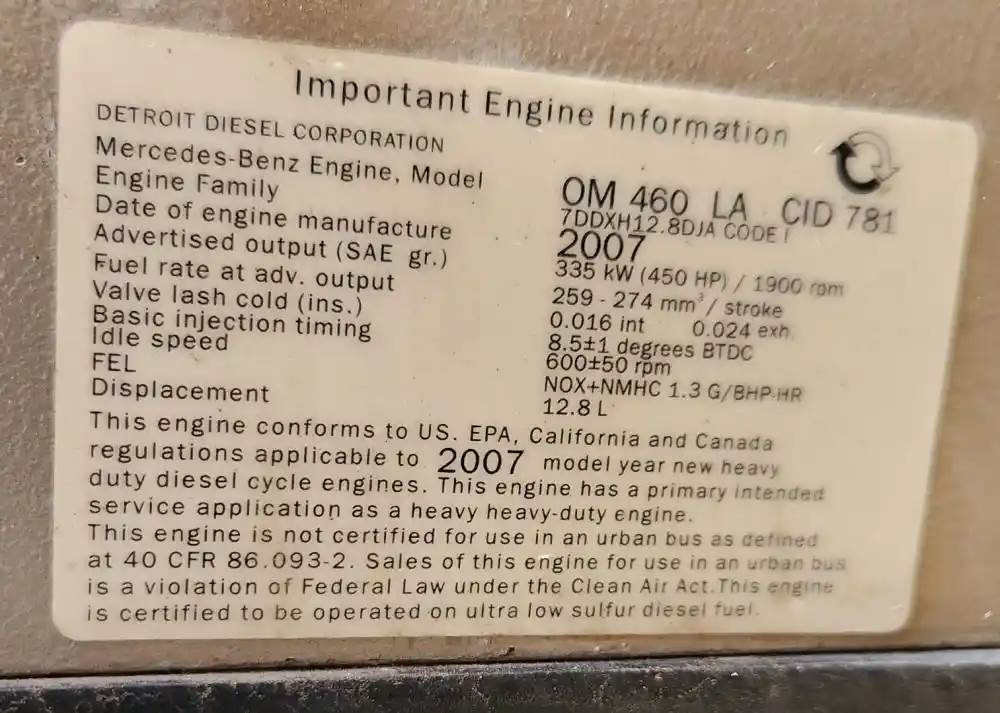 Important Engine Information
DETROIT DIESEL CORPORATION
Mercedes-Benz Engine, Model OM 460 LA CID 781
Engine Family 7DDXH12.8DJA CODE I
Date of engine manufacture 2007
Advertised output (SAE gr.) 335 kW (450 HP) / 1900 rpm
Fuel rate at adv. output 259 - 274 mm³ / stroke
Valve lash cold (ins.) 0.016 int 0.024 exh
Basic injection timing 8.5±1 degrees BTDC
Idle speed 600±50 rpm
FEL NOX+NMHC 1.3 G/BHP-HR
Displacement 12.8 L
This engine conforms to US. EPA, California and Canada
regulations applicable to 2007 model year new heavy
duty diesel cycle engines. This engine has a primary intended
service application as a heavy heavy-duty engine.
This engine is not certified for use in an urban bus as defined
at 40 CFR 86.093-2. Sales of this engine for use in an urban bus
is a violation of Federal Law under the Clean Air Act.This engine
is certified to be operated on ultra low sulfur diesel fuel.